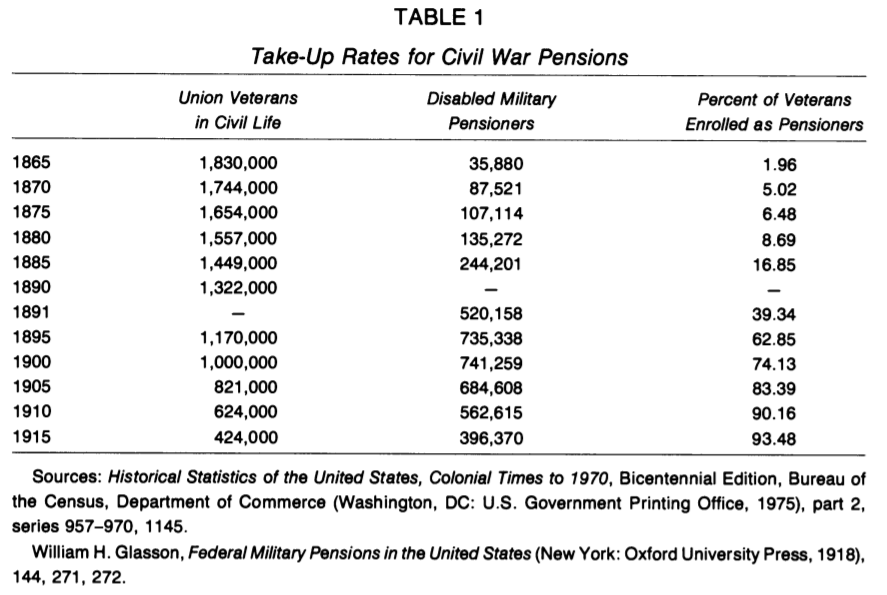 TABLE 1
Take-Up Rates for Civil War Pensions
Union Veterans in Civil Life Disabled Military Pensioners Percent of Veterans Enrolled as Pensioners
1865 1,830,000 35,880 1.96
1870 1,744,000 87,521 5.02
1875 1,654,000 107,114 6.48
1880 1,557,000 135,272 8.69
1885 1,449,000 244,201 16.85
1890 1,322,000 — —
1891 — 520,158 39.34
1895 1,170,000 735,338 62.85
1900 1,000,000 741,259 74.13
1905 821,000 684,608 83.39
1910 624,000 562,615 90.16
1915 424,000 396,370 93.48
Sources: Historical Statistics of the United States, Colonial Times to 1970, Bicentennial Edition, Bureau of
the Census, Department of Commerce (Washington, DC: U.S. Government Printing Office, 1975), part 2,
series 957–970, 1145.
William H. Glasson, Federal Military Pensions in the United States (New York: Oxford University Press, 1918),
144, 271, 272.